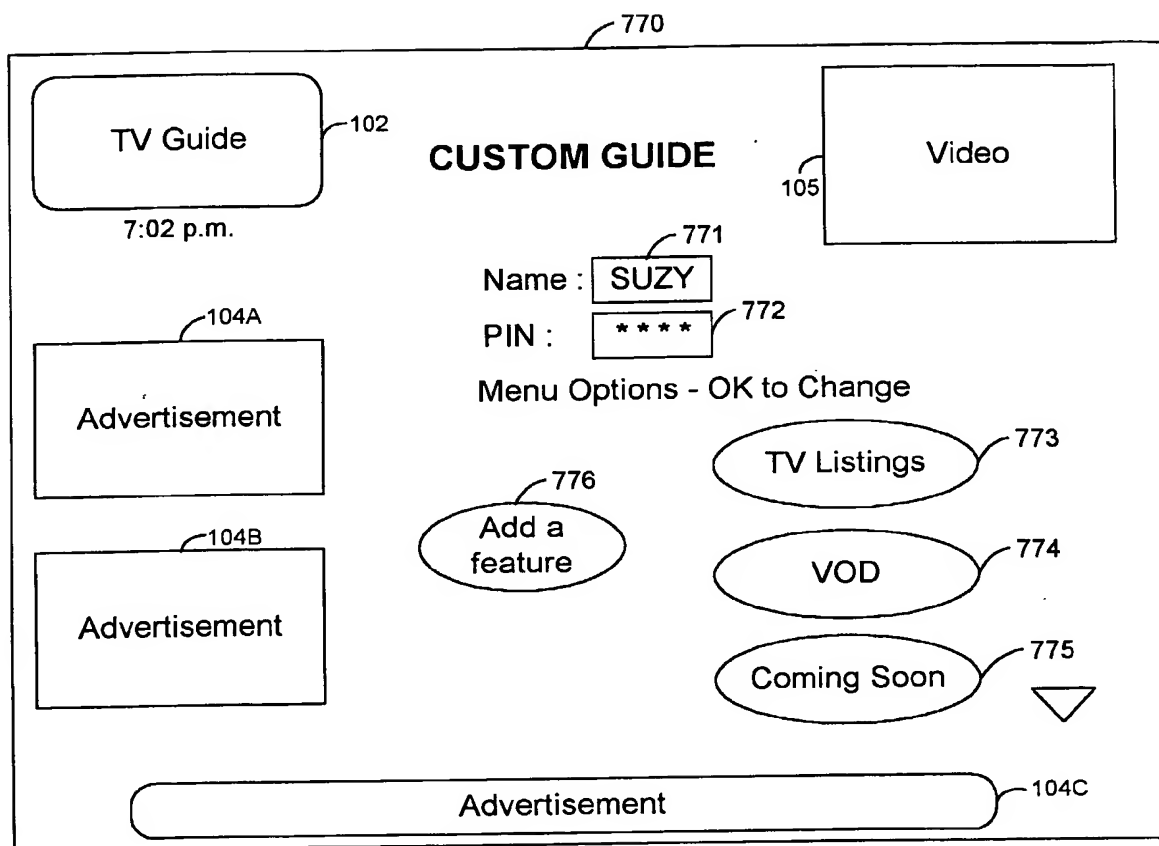 770
TV Guide
102
CUSTOM GUIDE
Video
105
7:02 p.m.
771
Name : SUZY
772
PIN : ****
104A
Menu Options - OK to Change
Advertisement
773
TV Listings
776
Add a
feature
104B
774
VOD
Advertisement
775
Coming Soon
Advertisement
104C